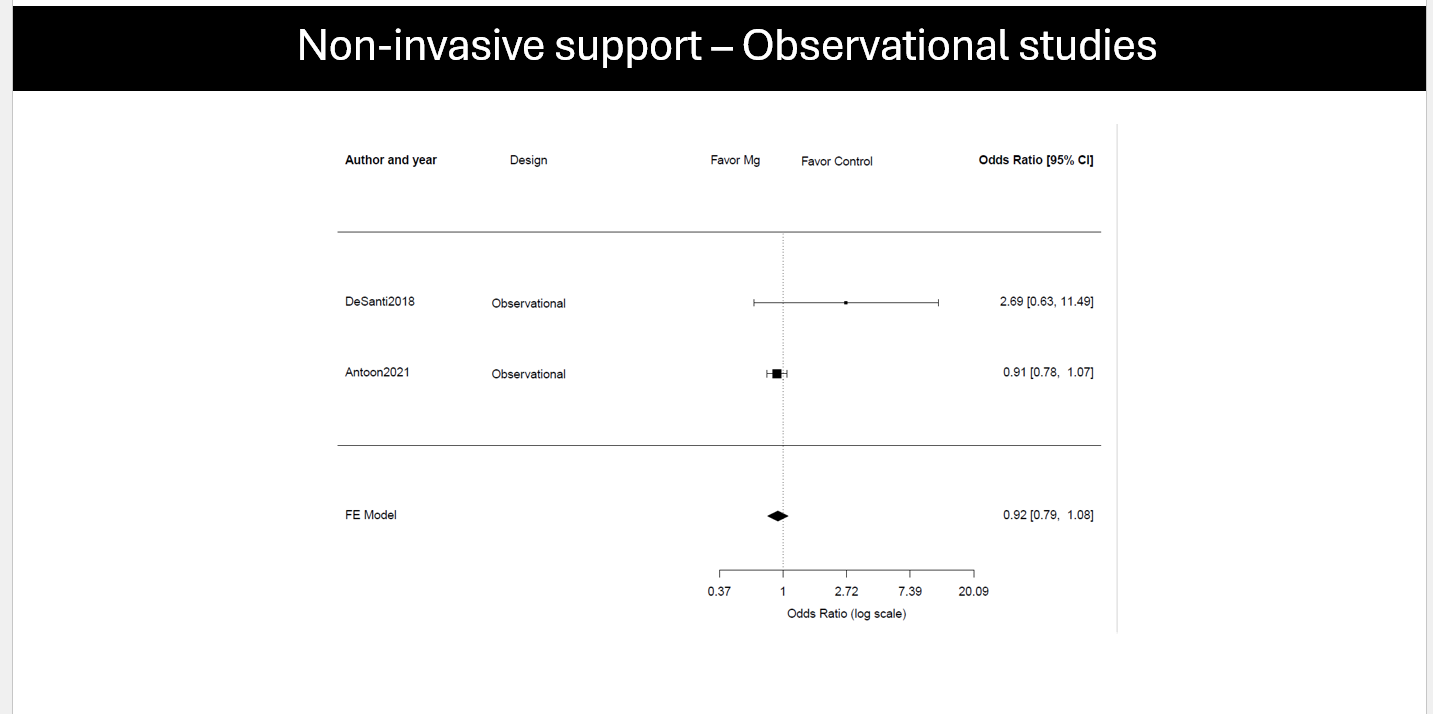 Non-invasive support – Observational studies
Author and year Design Favor Mg Favor Control Odds Ratio [95% CI]
DeSanti2018 Observational 2.69 [0.63, 11.49]
Antoon2021 Observational 0.91 [0.78, 1.07]
FE Model 0.92 [0.79, 1.08]
0.37 1 2.72 7.39 20.09
Odds Ratio (log scale)